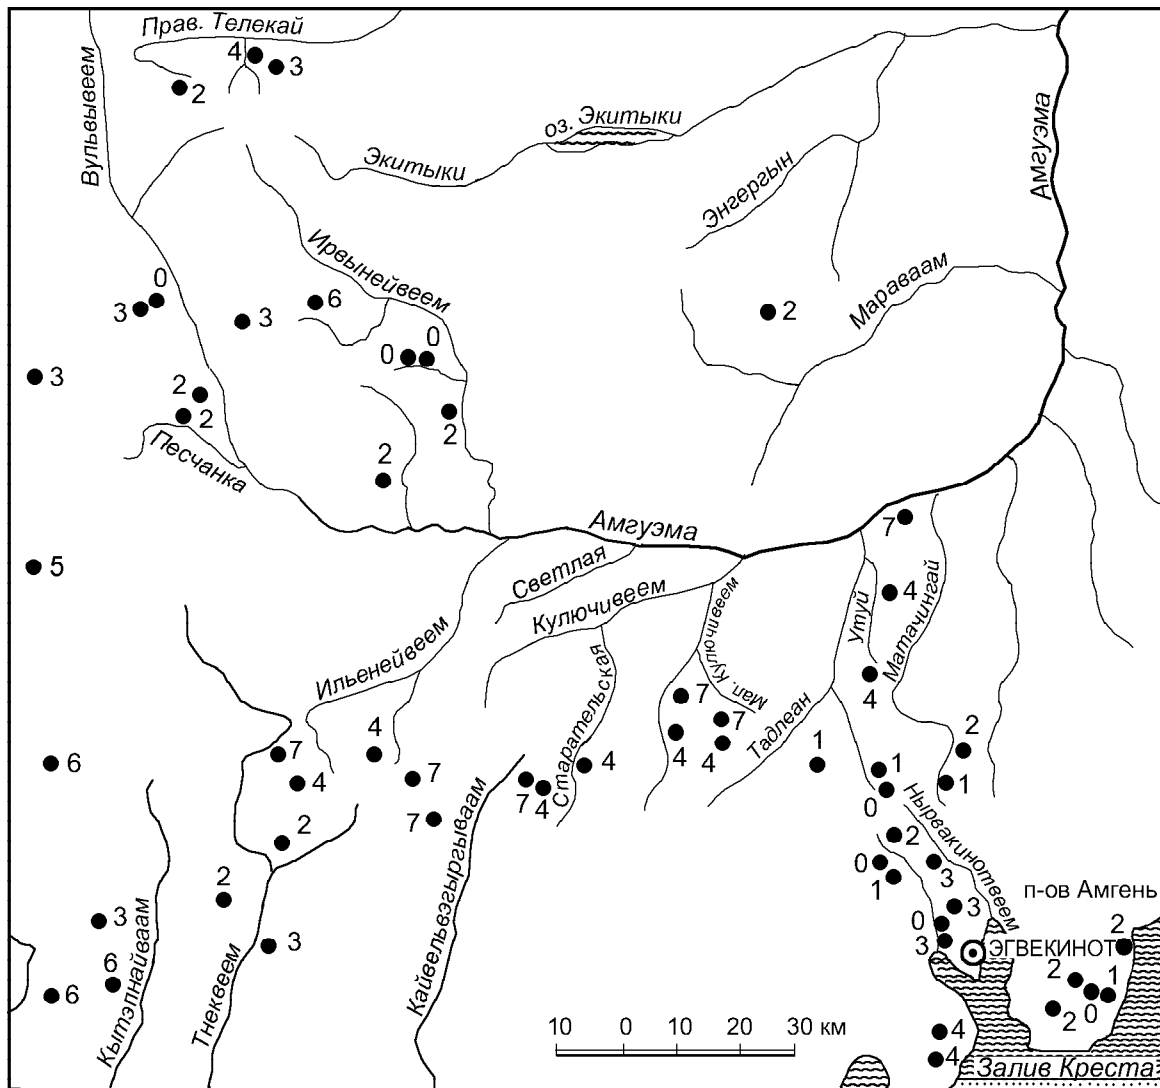 Прав. Телекай
4
3
2
Вульвывеем
оз. Экитыки
Экитыки
Амгуэма
Энгергын
Ирвынейвеем
Мараваам
0
3
3
6
2
0
0
3
2
2
2
2
Песчанка
Амгуэма
7
5
Светлая
Кулючивеем
4
Утуй
Матачингай
Мал. Кулючивеем
Ильенейвеем
Старательская
4
7
7
Тадлеан
4
4
2
1
1
1
0
7
4
4
7
7
7
4
4
6
2
Кайвельвэгыргываам
Нырвакинотвеем
2
0
1
3
2
3
Кытэпнайваам
Тнеквеем
3
6
6
3
0
3
п-ов Амгень
ЭГВЕКИНОТ
2
2
1
0
2
4
4
10 0 10 20 30 км
Залив Креста